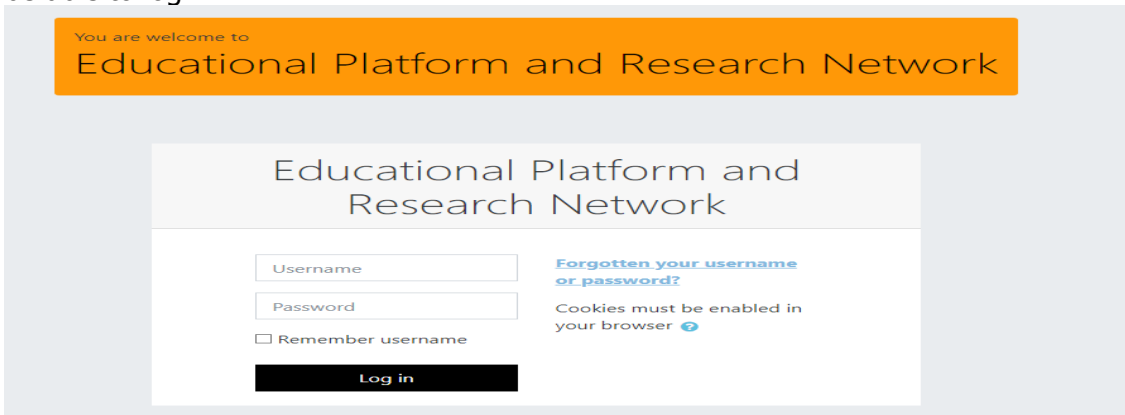 You are welcome to
Educational Platform and Research Network
Educational Platform and
Research Network
Username
Forgotten your username
or password?
Password
Cookies must be enabled in
your browser
Remember username
Log in